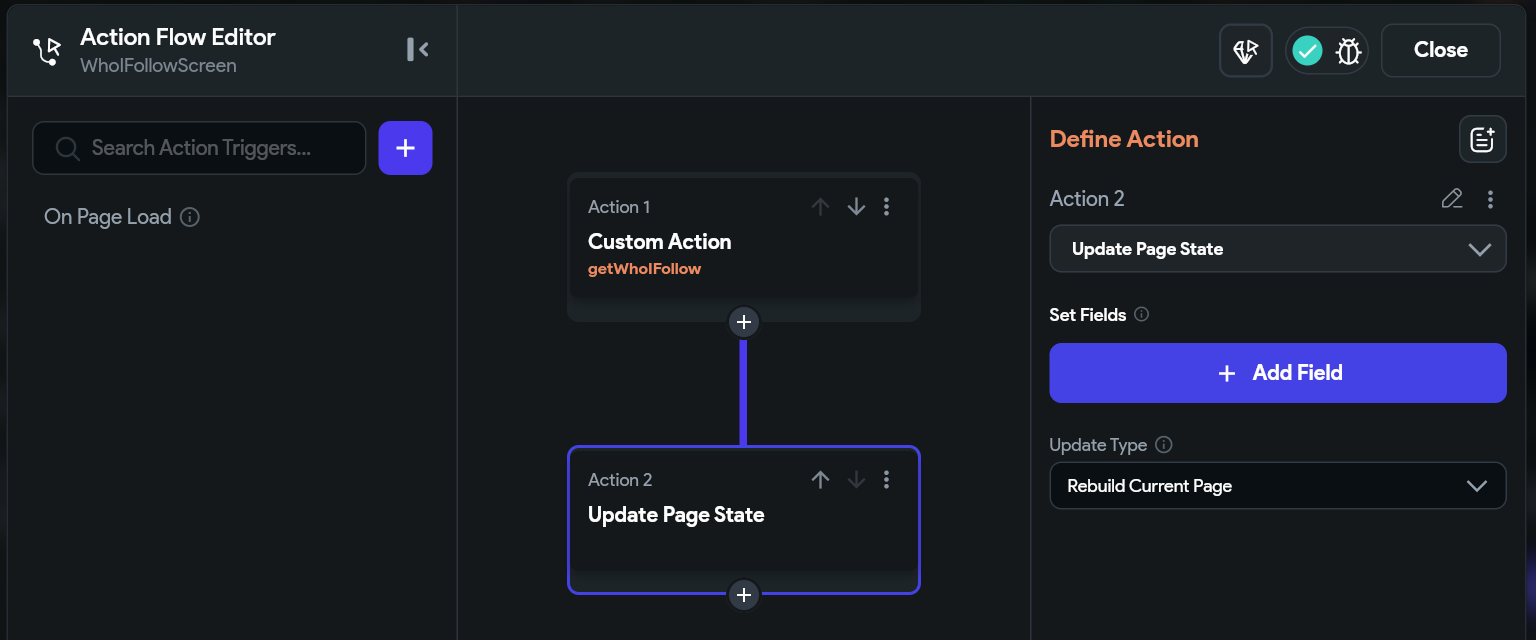 Action Flow Editor
WhoIFollowScreen
Close
Search Action Triggers...
On Page Load
Action 1
Custom Action
getWhoIFollow
Action 2
Update Page State
Define Action
Action 2
Update Page State
Set Fields
Add Field
Update Type
Rebuild Current Page